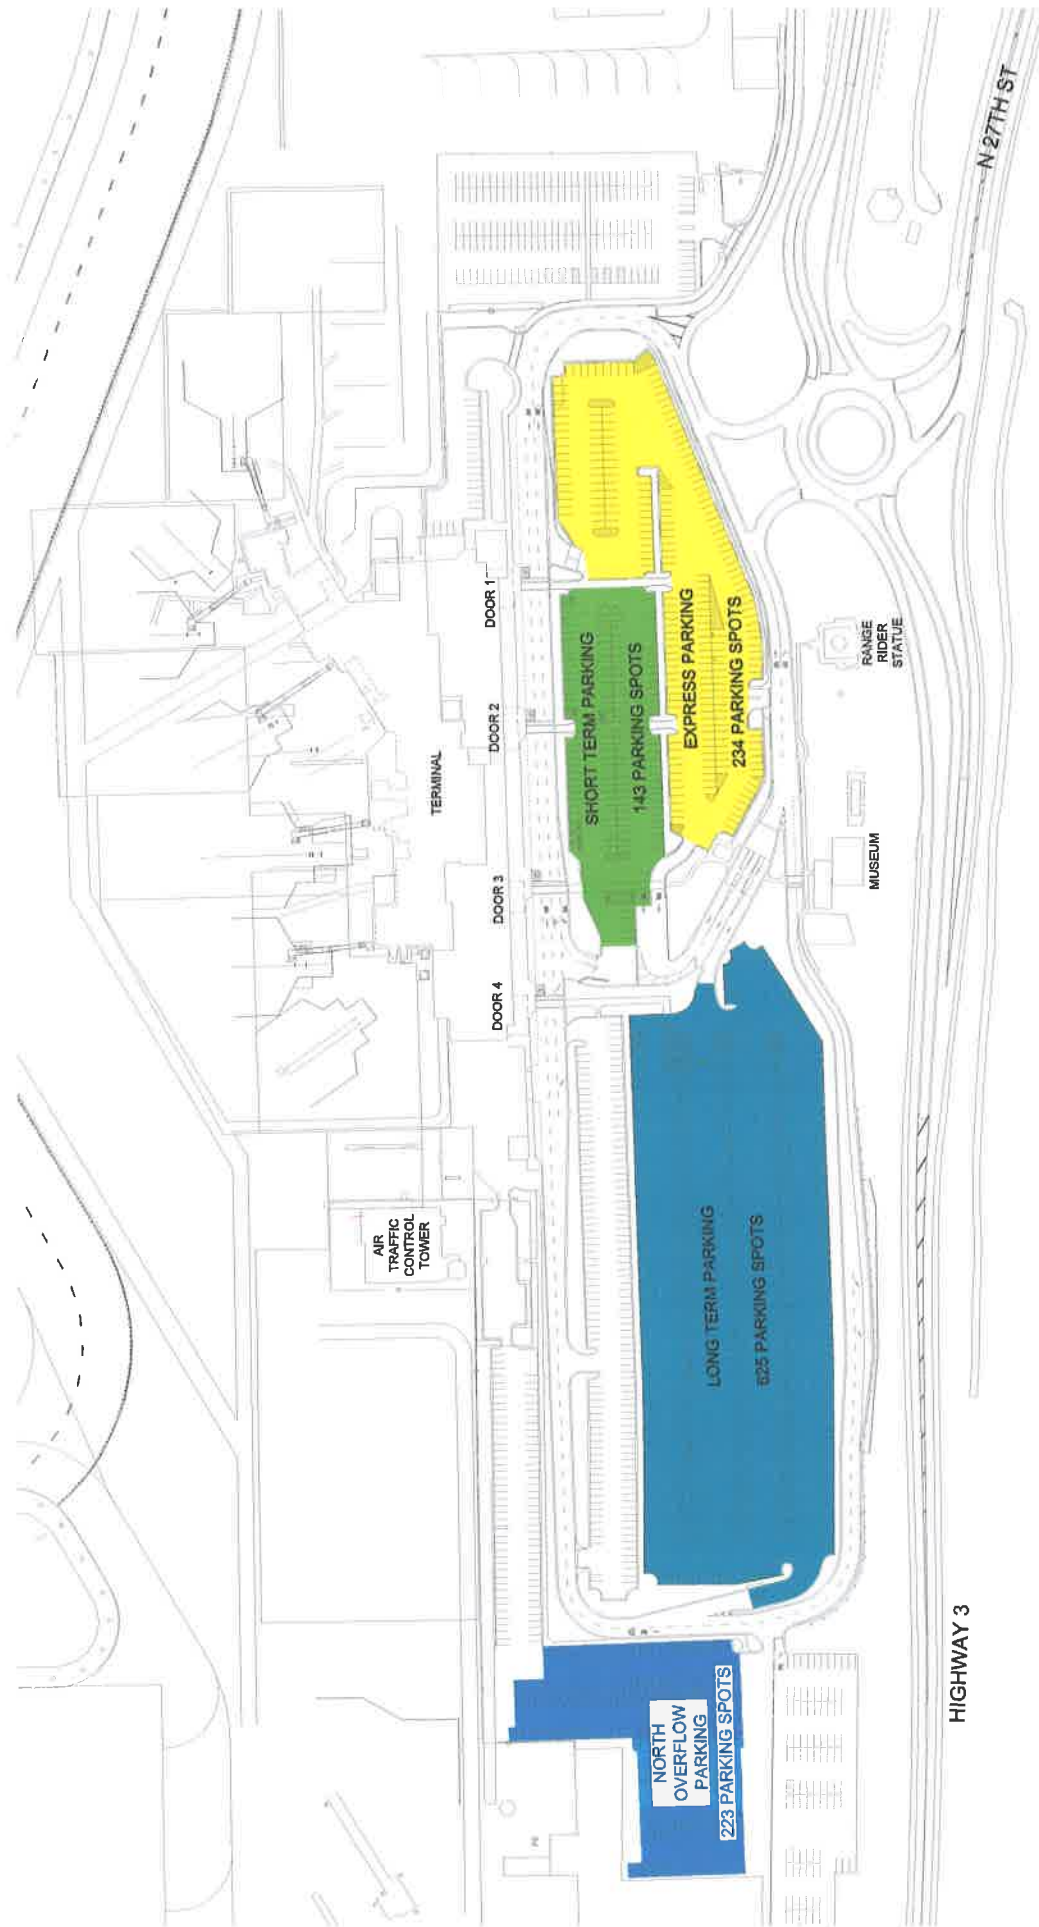 N 27TH ST
DOOR 1
DOOR 2
DOOR 3
DOOR 4
TERMINAL
SHORT TERM PARKING
143 PARKING SPOTS
EXPRESS PARKING
234 PARKING SPOTS
RANGE
RIDER
STATUE
MUSEUM
AIR
TRAFFIC
CONTROL
TOWER
LONG TERM PARKING
625 PARKING SPOTS
NORTH
OVERFLOW
PARKING
223 PARKING SPOTS
HIGHWAY 3